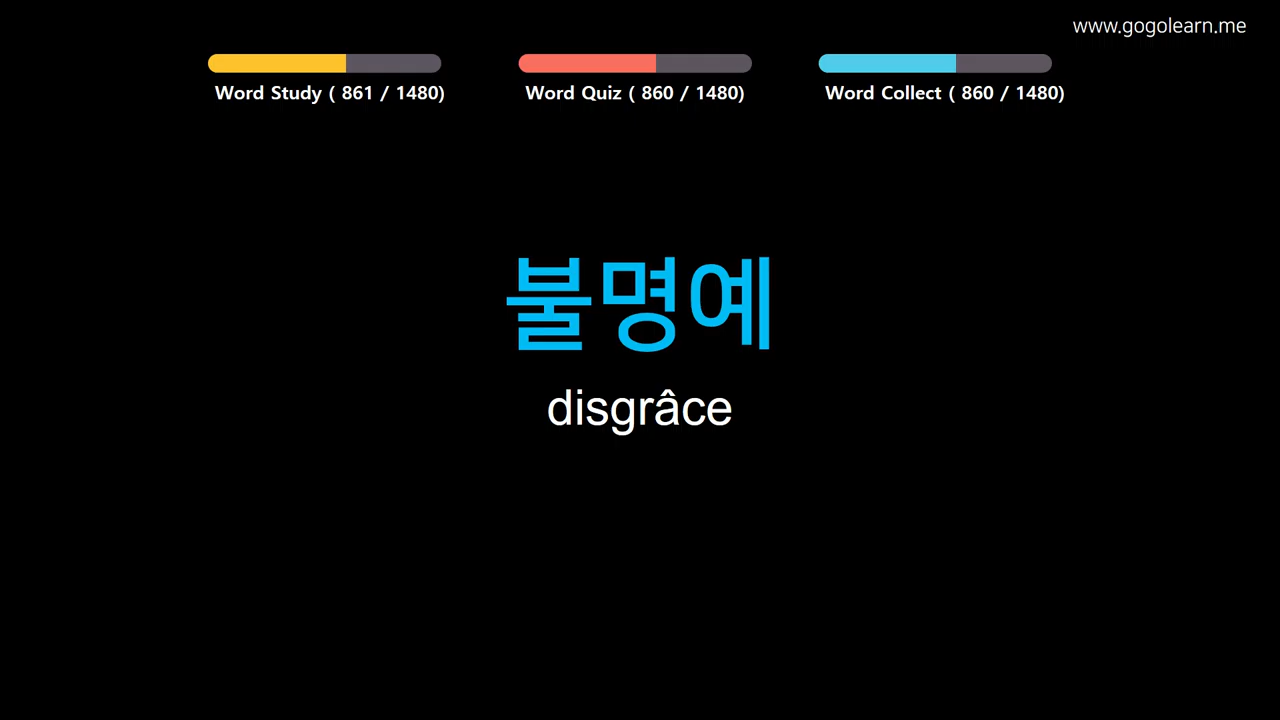 www.gogolearn.me
Word Study ( 861 / 1480)
Word Quiz ( 860 / 1480)
Word Collect ( 860 / 1480)
불명예
disgrâce